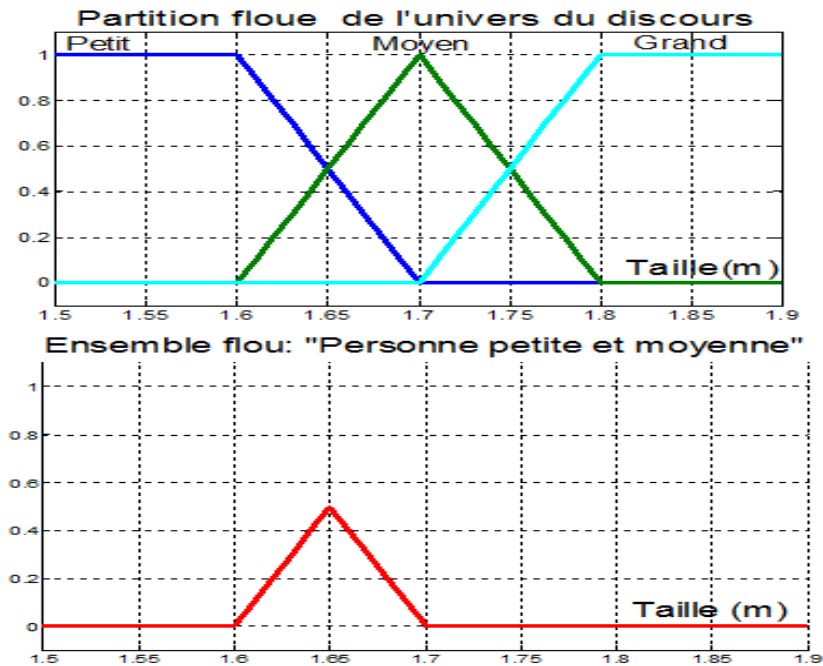 Partition floue de l'univers du discours
Petit Moyen Grand
1
0.8
0.6
0.4
0.2
0
Taille(m)
1.5 1.55 1.6 1.65 1.7 1.75 1.8 1.85 1.9
Ensemble flou: "Personne petite et moyenne"
1
0.8
0.6
0.4
0.2
0
Taille (m)
1.5 1.55 1.6 1.65 1.7 1.75 1.8 1.85 1.9